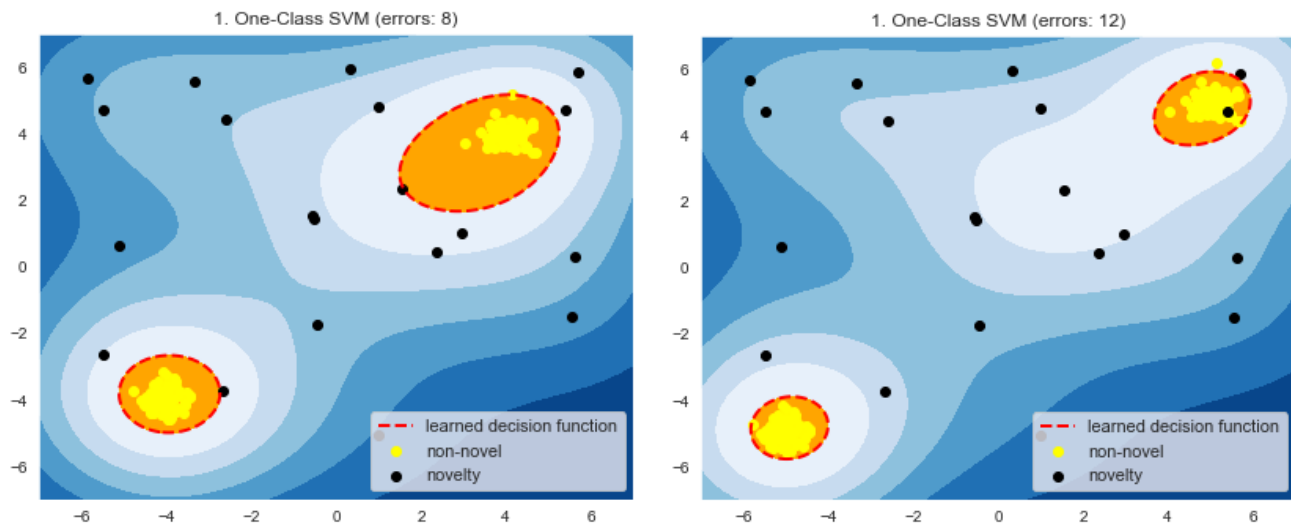 1. One-Class SVM (errors: 8)
6
4
2
0
−2
−4
−6
−6 −4 −2 0 2 4 6
learned decision function
non-novel
novelty
1. One-Class SVM (errors: 12)
6
4
2
0
−2
−4
−6
−6 −4 −2 0 2 4 6
learned decision function
non-novel
novelty